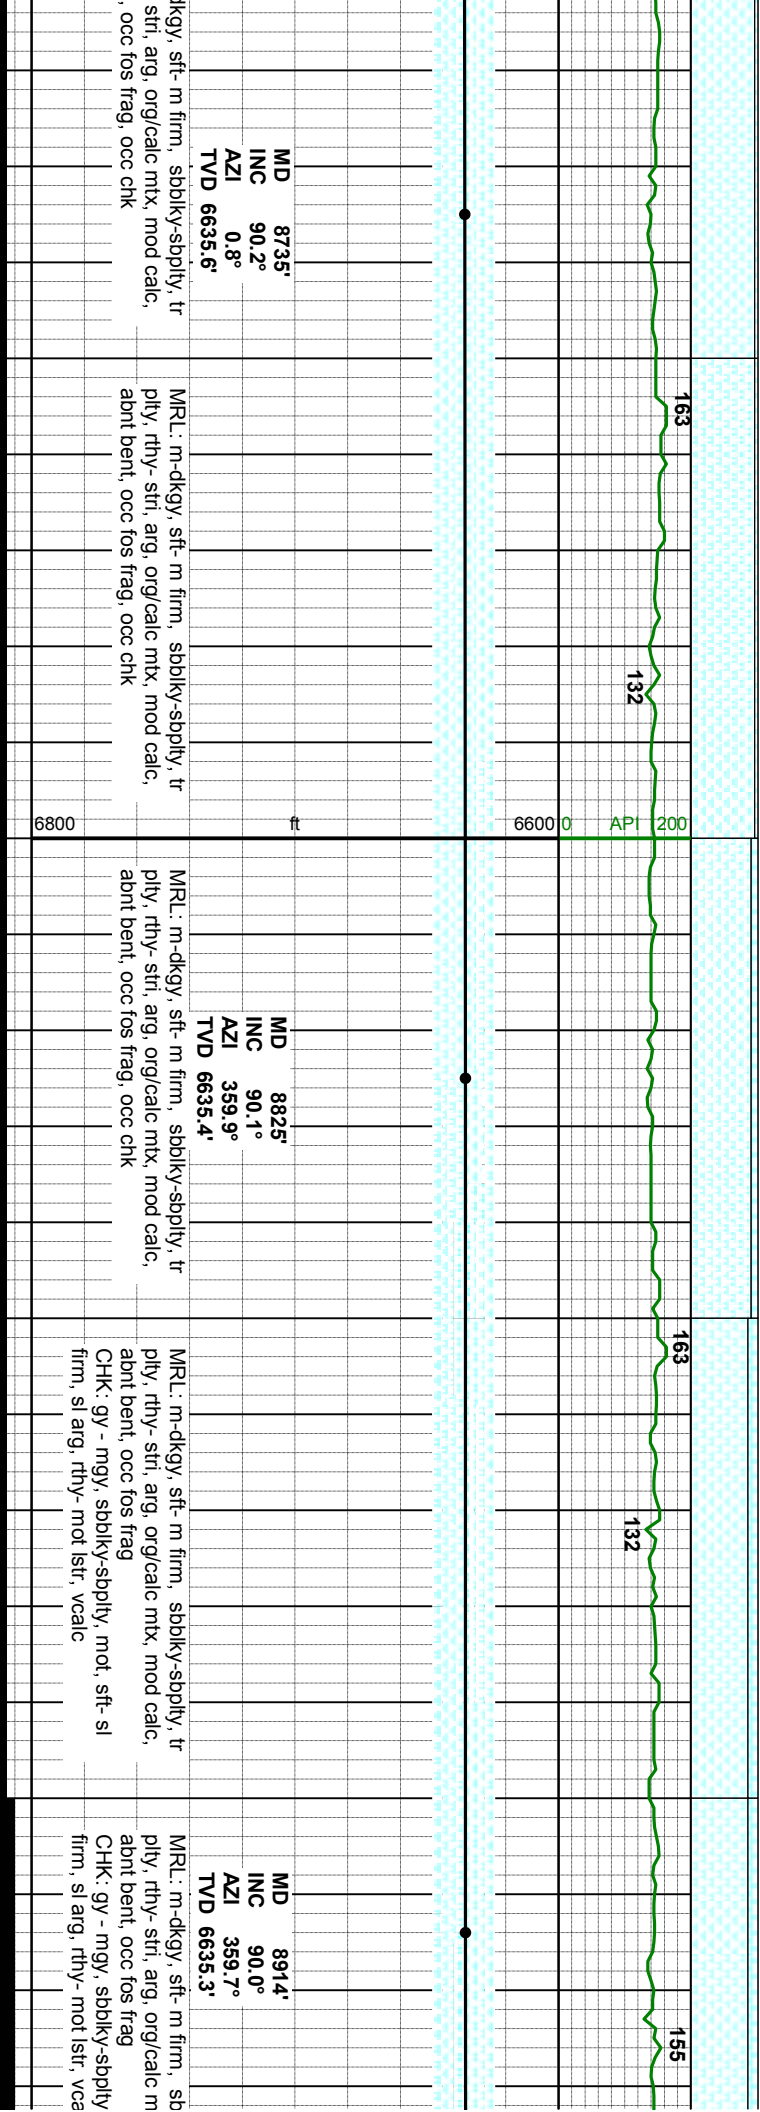 dkgy, sft- m firm, sbblky-sbplty, tr
stri, arg, org/calc mtx, mod calc,
, occ fos frag, occ chk
MD 8735'
INC 90.2°
AZI 0.8°
TVD 6635.6'
163
MRL: m-dkgy, sft- m firm, sbblky-sbplty, tr
plty, rthy- stri, arg, org/calc mtx, mod calc,
abnt bent, occ fos frag, occ chk
132
6800 ft 6600 0 API 200
MRL: m-dkgy, sft- m firm, sbblky-sbplty, tr
plty, rthy- stri, arg, org/calc mtx, mod calc,
abnt bent, occ fos frag, occ chk
MD 8825'
INC 90.1°
AZI 359.9°
TVD 6635.4'
163
MRL: m-dkgy, sft- m firm, sbblky-sbplty, tr
plty, rthy- stri, arg, org/calc mtx, mod calc,
abnt bent, occ fos frag
CHK: gy - mgy, sbblky-sbplty, mot, sft- sl
firm, sl arg, rthy- mot lstr, vcalc
132
MRL: m-dkgy, sft- m firm, sb
plty, rthy- stri, arg, org/calc m
abnt bent, occ fos frag
CHK: gy - mgy, sbblky-sbplty
firm, sl arg, rthy- mot lstr, vca
MD 8914'
INC 90.0°
AZI 359.7°
TVD 6635.3'
155